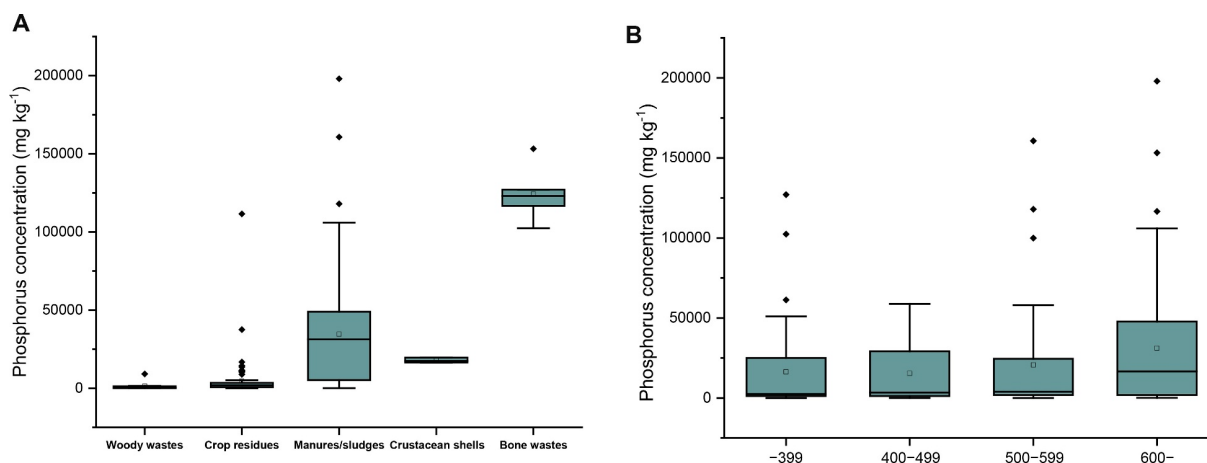 A
Phosphorus concentration (mg kg⁻¹)
200000
150000
100000
50000
0
Woody wastes Crop residues Manures/sludges Crustacean shells Bone wastes
B
Phosphorus concentration (mg kg⁻¹)
200000
150000
100000
50000
0
−399 400−499 500−599 600−